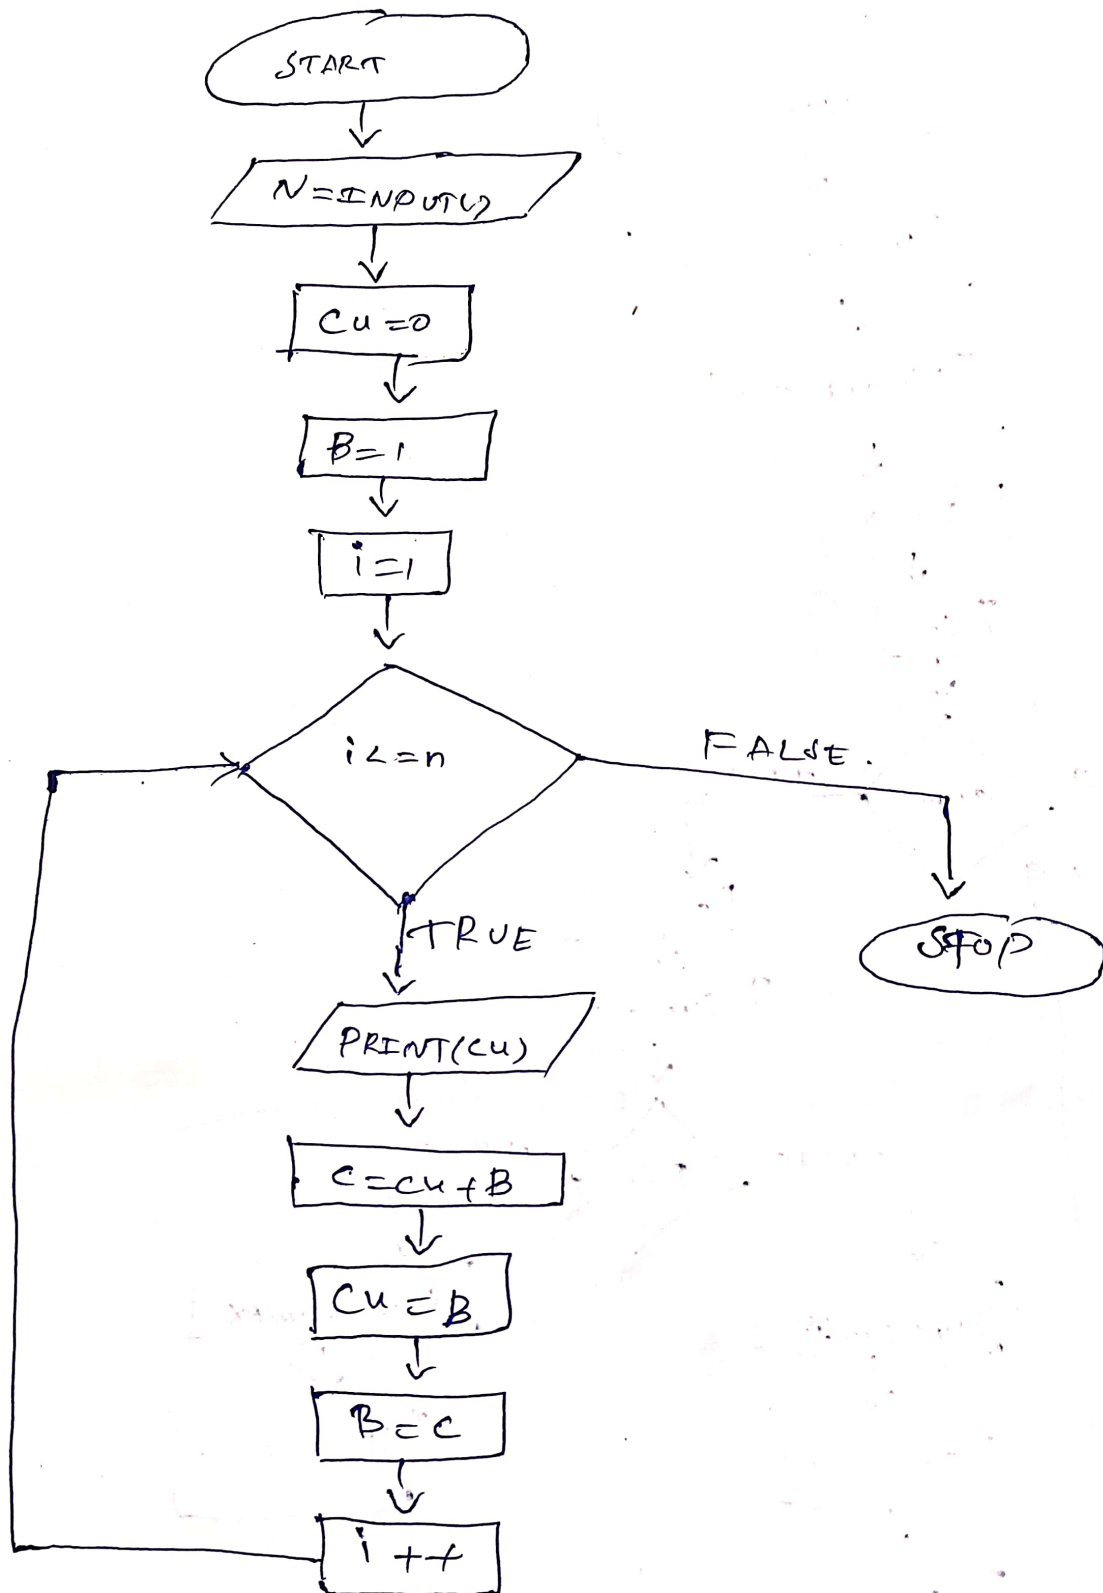 START
N=INPUT()
Cu=0
B=1
i=1
i<=n
FALSE.
TRUE
STOP
PRINT(Cu)
C=Cu+B
Cu=B
B=C
i++